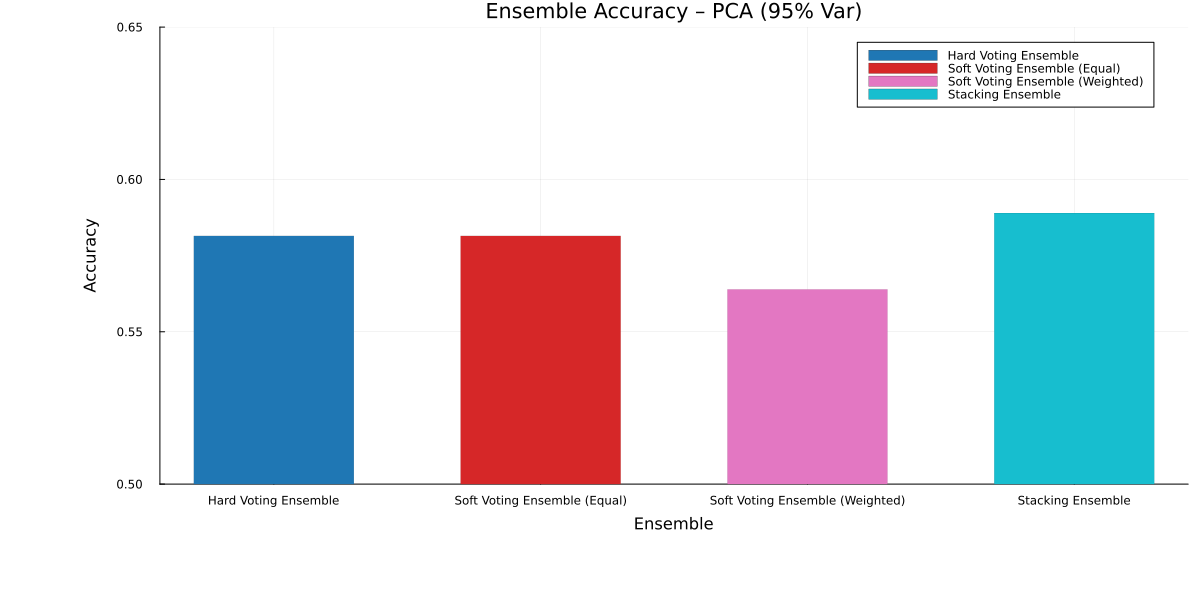 Ensemble Accuracy – PCA (95% Var)
Hard Voting Ensemble
Soft Voting Ensemble (Equal)
Soft Voting Ensemble (Weighted)
Stacking Ensemble
Accuracy
0.65
0.60
0.55
0.50
Hard Voting Ensemble
Soft Voting Ensemble (Equal)
Soft Voting Ensemble (Weighted)
Stacking Ensemble
Ensemble